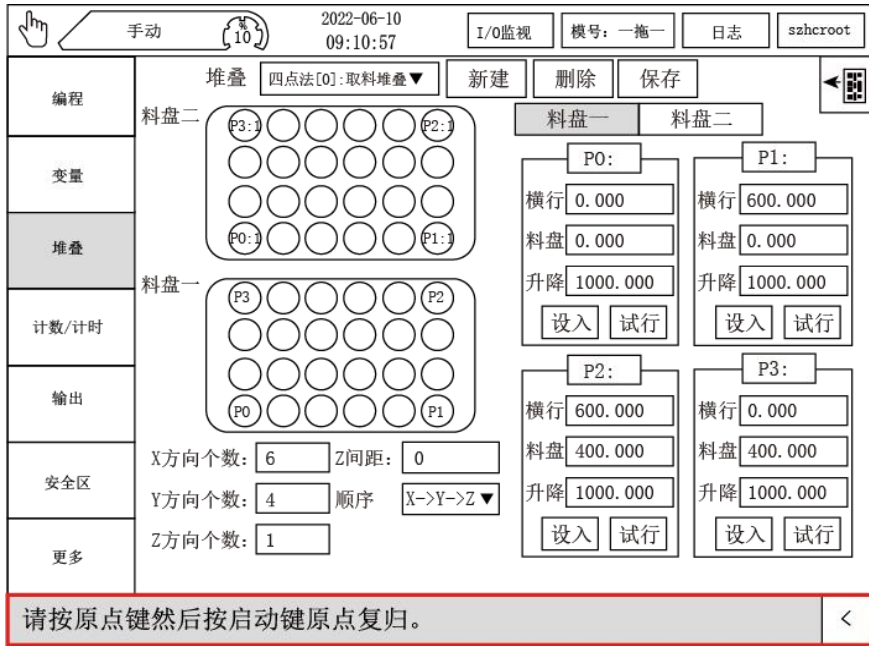 手动
% 10
2022-06-10
09:10:57
I/O监视
模号：一拖一
日志
szhcroot
编程
变量
堆叠
计数/计时
输出
安全区
更多
堆叠 四点法[0]:取料堆叠▼ 新建 删除 保存
料盘二
P3:1 P2:1
P0:1 P1:1
料盘一
P3 P2
P0 P1
X方向个数: 6 Z间距: 0
Y方向个数: 4 顺序 X->Y->Z ▼
Z方向个数: 1
料盘一 料盘二
P0:
横行 0.000
料盘 0.000
升降 1000.000
设入 试行
P1:
横行 600.000
料盘 0.000
升降 1000.000
设入 试行
P2:
横行 600.000
料盘 400.000
升降 1000.000
设入 试行
P3:
横行 0.000
料盘 400.000
升降 1000.000
设入 试行
请按原点键然后按启动键原点复归。 <